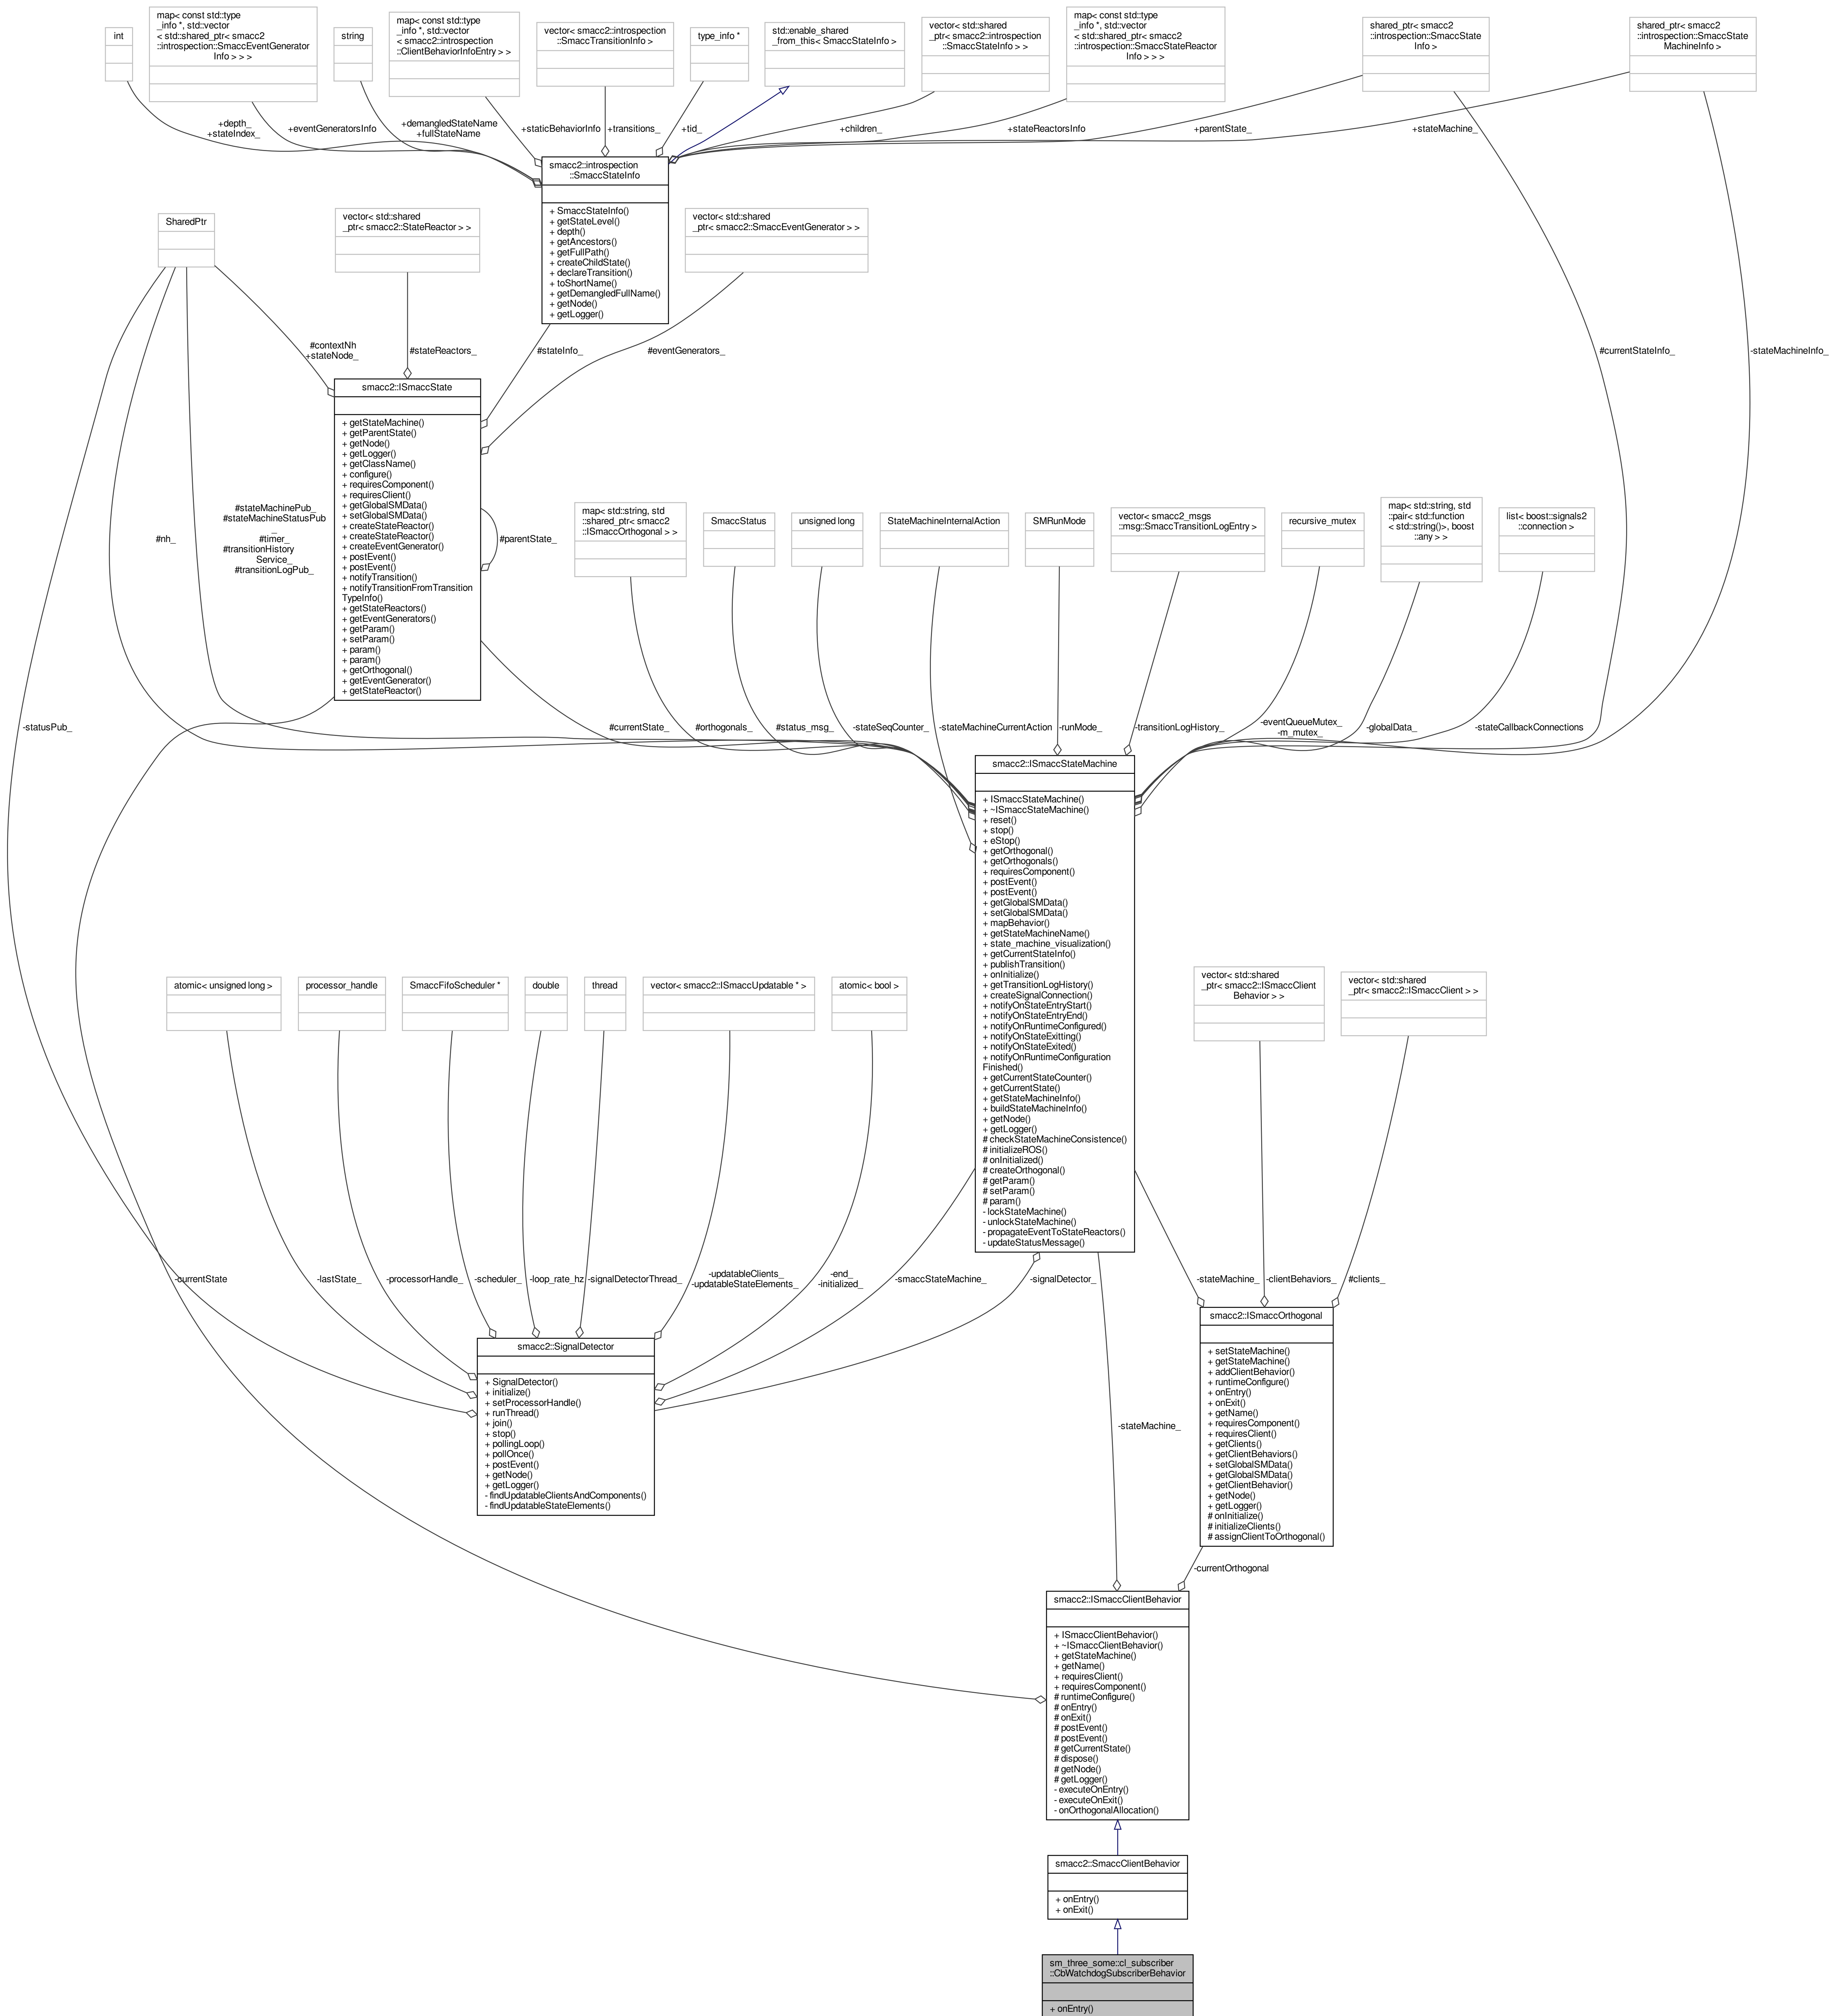 int
map< const std::type
_info *, std::vector
< std::shared_ptr< smacc2
::introspection::SmaccEventGenerator
Info > > >
string
map< const std::type
_info *, std::vector
< smacc2::introspection
::ClientBehaviorInfoEntry > >
vector< smacc2::introspection
::SmaccTransitionInfo >
type_info *
std::enable_shared
_from_this< SmaccStateInfo >
vector< std::shared
_ptr< smacc2::introspection
::SmaccStateInfo > >
map< const std::type
_info *, std::vector
< std::shared_ptr< smacc2
::introspection::SmaccStateReactor
Info > > >
shared_ptr< smacc2
::introspection::SmaccState
Info >
shared_ptr< smacc2
::introspection::SmaccState
MachineInfo >
+depth_
+stateIndex_
+eventGeneratorsInfo
+demangledStateName
+fullStateName
+staticBehaviorInfo
+transitions_
+tid_
+children_
+stateReactorsInfo
+parentState_
+stateMachine_
smacc2::introspection
::SmaccStateInfo
+ SmaccStateInfo()
+ getStateLevel()
+ depth()
+ getAncestors()
+ getFullPath()
+ createChildState()
+ declareTransition()
+ toShortName()
+ getDemangledFullName()
+ getNode()
+ getLogger()
SharedPtr
vector< std::shared
_ptr< smacc2::StateReactor > >
vector< std::shared
_ptr< smacc2::SmaccEventGenerator > >
#contextNh
+stateNode_
#stateReactors_
#stateInfo_
#eventGenerators_
#currentStateInfo_
-stateMachineInfo_
smacc2::ISmaccState
+ getStateMachine()
+ getParentState()
+ getNode()
+ getLogger()
+ getClassName()
+ configure()
+ requiresComponent()
+ requiresClient()
+ getGlobalSMData()
+ setGlobalSMData()
+ createStateReactor()
+ createStateReactor()
+ createEventGenerator()
+ postEvent()
+ postEvent()
+ notifyTransition()
+ notifyTransitionFromTransition
TypeInfo()
+ getStateReactors()
+ getEventGenerators()
+ getParam()
+ setParam()
+ param()
+ param()
+ getOrthogonal()
+ getEventGenerator()
+ getStateReactor()
#parentState_
#nh_
#stateMachinePub_
#stateMachineStatusPub
_
#timer_
#transitionHistory
Service_
#transitionLogPub_
map< std::string, std
::shared_ptr< smacc2
::ISmaccOrthogonal > >
SmaccStatus
unsigned long
StateMachineInternalAction
SMRunMode
vector< smacc2_msgs
::msg::SmaccTransitionLogEntry >
recursive_mutex
map< std::string, std
::pair< std::function
< std::string()>, boost
::any > >
list< boost::signals2
::connection >
-statusPub_
#currentState_
#orthogonals_
#status_msg_
-stateSeqCounter_
-stateMachineCurrentAction
-runMode_
-transitionLogHistory_
-eventQueueMutex_
-m_mutex_
-globalData_
-stateCallbackConnections
smacc2::ISmaccStateMachine
+ ISmaccStateMachine()
+ ~ISmaccStateMachine()
+ reset()
+ stop()
+ eStop()
+ getOrthogonal()
+ getOrthogonals()
+ requiresComponent()
+ postEvent()
+ postEvent()
+ getGlobalSMData()
+ setGlobalSMData()
+ mapBehavior()
+ getStateMachineName()
+ state_machine_visualization()
+ getCurrentStateInfo()
+ publishTransition()
+ onInitialize()
+ getTransitionLogHistory()
+ createSignalConnection()
+ notifyOnStateEntryStart()
+ notifyOnStateEntryEnd()
+ notifyOnRuntimeConfigured()
+ notifyOnStateExitting()
+ notifyOnStateExited()
+ notifyOnRuntimeConfiguration
Finished()
+ getCurrentStateCounter()
+ getCurrentState()
+ getStateMachineInfo()
+ buildStateMachineInfo()
+ getNode()
+ getLogger()
# checkStateMachineConsistence()
# initializeROS()
# onInitialized()
# createOrthogonal()
# getParam()
# setParam()
# param()
- lockStateMachine()
- unlockStateMachine()
- propagateEventToStateReactors()
- updateStatusMessage()
atomic< unsigned long >
processor_handle
SmaccFifoScheduler *
double
thread
vector< smacc2::ISmaccUpdatable * >
atomic< bool >
vector< std::shared
_ptr< smacc2::ISmaccClient
Behavior > >
vector< std::shared
_ptr< smacc2::ISmaccClient > >
-currentState
-lastState_
-processorHandle_
-scheduler_
-loop_rate_hz
-signalDetectorThread_
-updatableClients_
-updatableStateElements_
-end_
-initialized_
-smaccStateMachine_
-signalDetector_
-stateMachine_
-clientBehaviors_
#clients_
smacc2::SignalDetector
+ SignalDetector()
+ initialize()
+ setProcessorHandle()
+ runThread()
+ join()
+ stop()
+ pollingLoop()
+ pollOnce()
+ postEvent()
+ getNode()
+ getLogger()
- findUpdatableClientsAndComponents()
- findUpdatableStateElements()
smacc2::ISmaccOrthogonal
+ setStateMachine()
+ getStateMachine()
+ addClientBehavior()
+ runtimeConfigure()
+ onEntry()
+ onExit()
+ getName()
+ requiresComponent()
+ requiresClient()
+ getClients()
+ getClientBehaviors()
+ setGlobalSMData()
+ getGlobalSMData()
+ getClientBehavior()
+ getNode()
+ getLogger()
# onInitialize()
# initializeClients()
# assignClientToOrthogonal()
-stateMachine_
-currentOrthogonal
smacc2::ISmaccClientBehavior
+ ISmaccClientBehavior()
+ ~ISmaccClientBehavior()
+ getStateMachine()
+ getName()
+ requiresClient()
+ requiresComponent()
# runtimeConfigure()
# onEntry()
# onExit()
# postEvent()
# postEvent()
# getCurrentState()
# dispose()
# getNode()
# getLogger()
- executeOnEntry()
- executeOnExit()
- onOrthogonalAllocation()
smacc2::SmaccClientBehavior
+ onEntry()
+ onExit()
sm_three_some::cl_subscriber
::CbWatchdogSubscriberBehavior
+ onEntry()